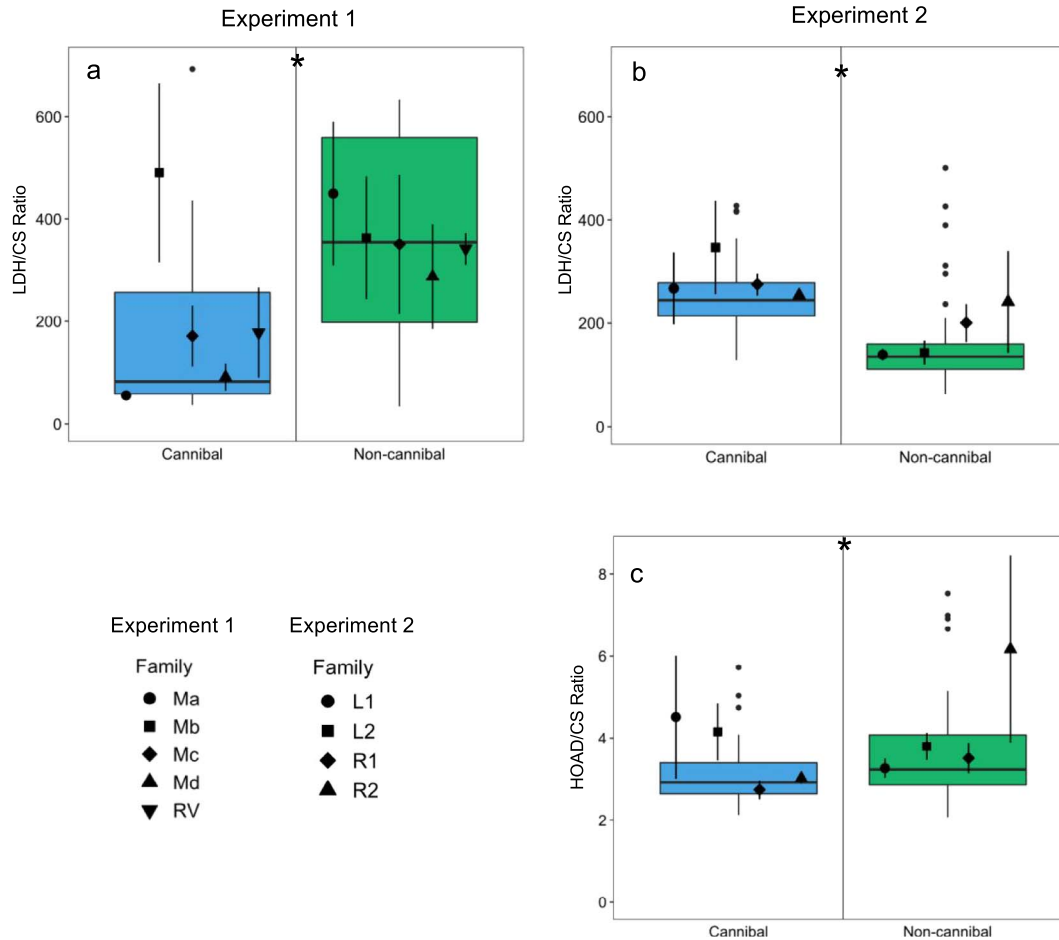 Experiment 1
a
*
LDH/CS Ratio
600
400
200
0
Cannibal
Non-cannibal
Experiment 2
b
*
LDH/CS Ratio
600
400
200
0
Cannibal
Non-cannibal
Experiment 1
Family
Ma
Mb
Mc
Md
RV
Experiment 2
Family
L1
L2
R1
R2
c
*
HOAD/CS Ratio
8
6
4
2
0
Cannibal
Non-cannibal